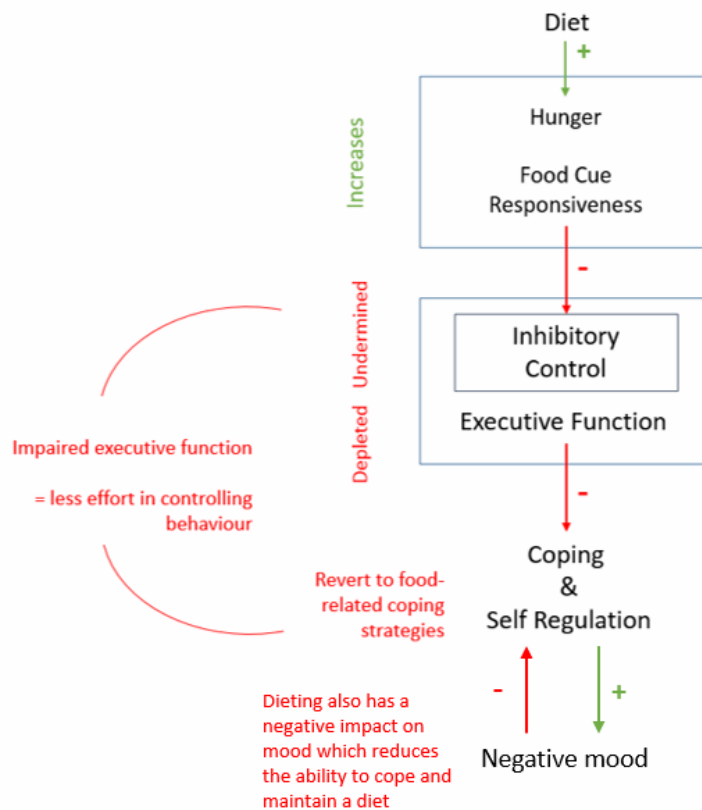 Diet
+
Increases
Hunger
Food Cue
Responsiveness
-
Undermined
Inhibitory
Control
Depleted
Executive Function
Impaired executive function
= less effort in controlling
behaviour
-
Coping
&
Self Regulation
Revert to food-
related coping
strategies
-
+
Dieting also has a
negative impact on
mood which reduces
the ability to cope and
maintain a diet
Negative mood